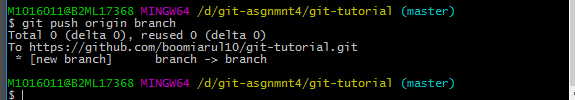 M1016011@B2ML17368 MINGW64 /d/git-asgnmnt4/git-tutorial (master)
$ git push origin branch
Total 0 (delta 0), reused 0 (delta 0)
To https://github.com/boomiarul10/git-tutorial.git
 * [new branch]      branch -> branch
M1016011@B2ML17368 MINGW64 /d/git-asgnmnt4/git-tutorial (master)
$